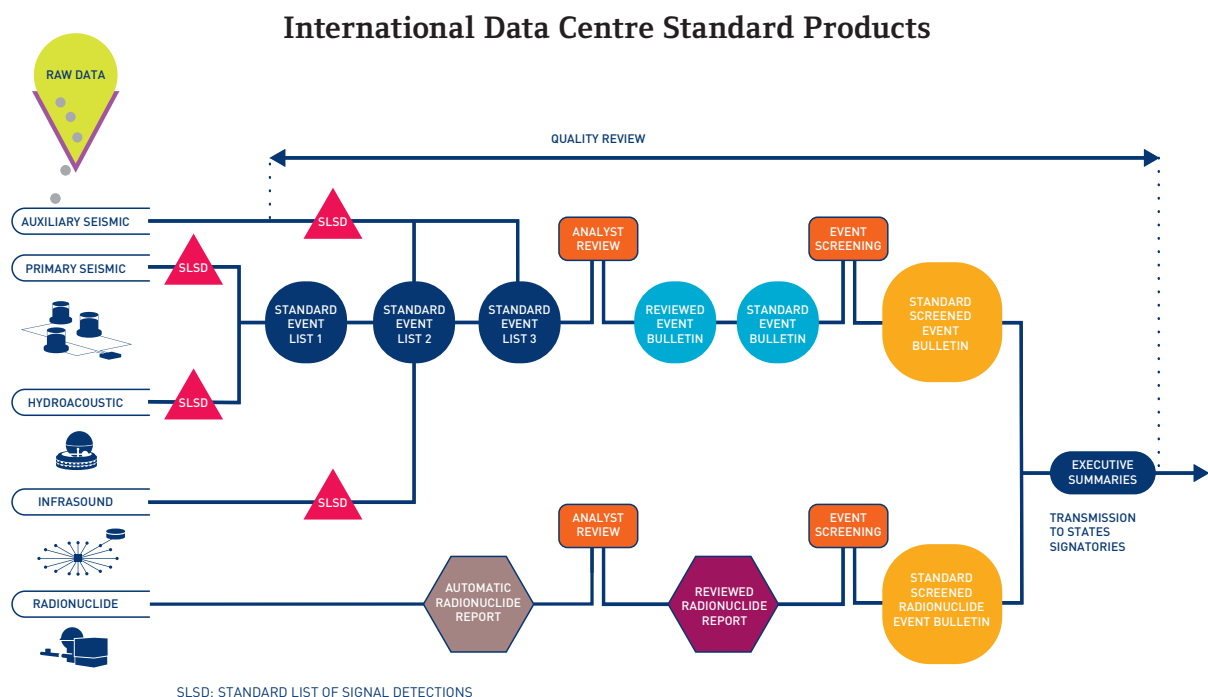 International Data Centre Standard Products
RAW DATA
QUALITY REVIEW
AUXILIARY SEISMIC
SLSD
PRIMARY SEISMIC
SLSD
ANALYST
REVIEW
EVENT
SCREENING
STANDARD
EVENT
LIST 1
STANDARD
EVENT
LIST 2
STANDARD
EVENT
LIST 3
REVIEWED
EVENT
BULLETIN
STANDARD
EVENT
BULLETIN
STANDARD
SCREENED
EVENT
BULLETIN
HYDROACOUSTIC
SLSD
INFRASOUND
SLSD
EXECUTIVE
SUMMARIES
TRANSMISSION
TO STATES
SIGNATORIES
ANALYST
REVIEW
EVENT
SCREENING
RADIONUCLIDE
AUTOMATIC
RADIONUCLIDE
REPORT
REVIEWED
RADIONUCLIDE
REPORT
STANDARD
SCREENED
RADIONUCLIDE
EVENT BULLETIN
SLSD: STANDARD LIST OF SIGNAL DETECTIONS